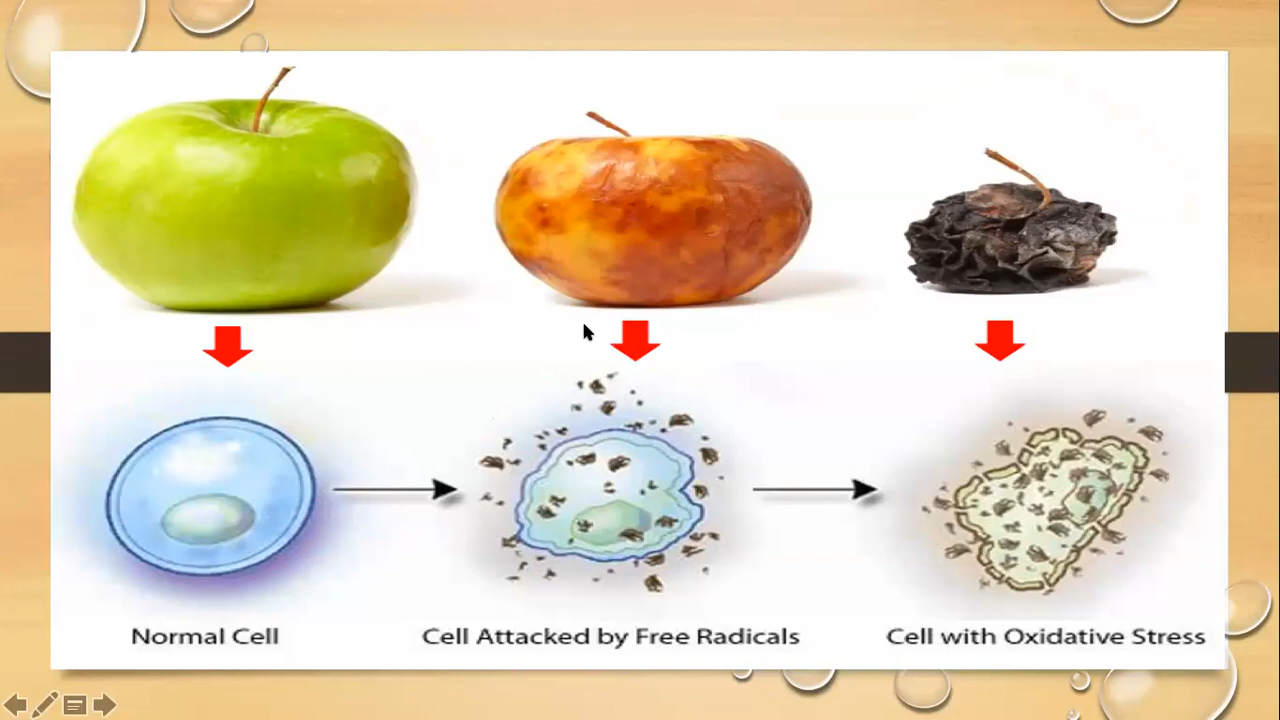 Normal Cell
Cell Attacked by Free Radicals
Cell with Oxidative Stress